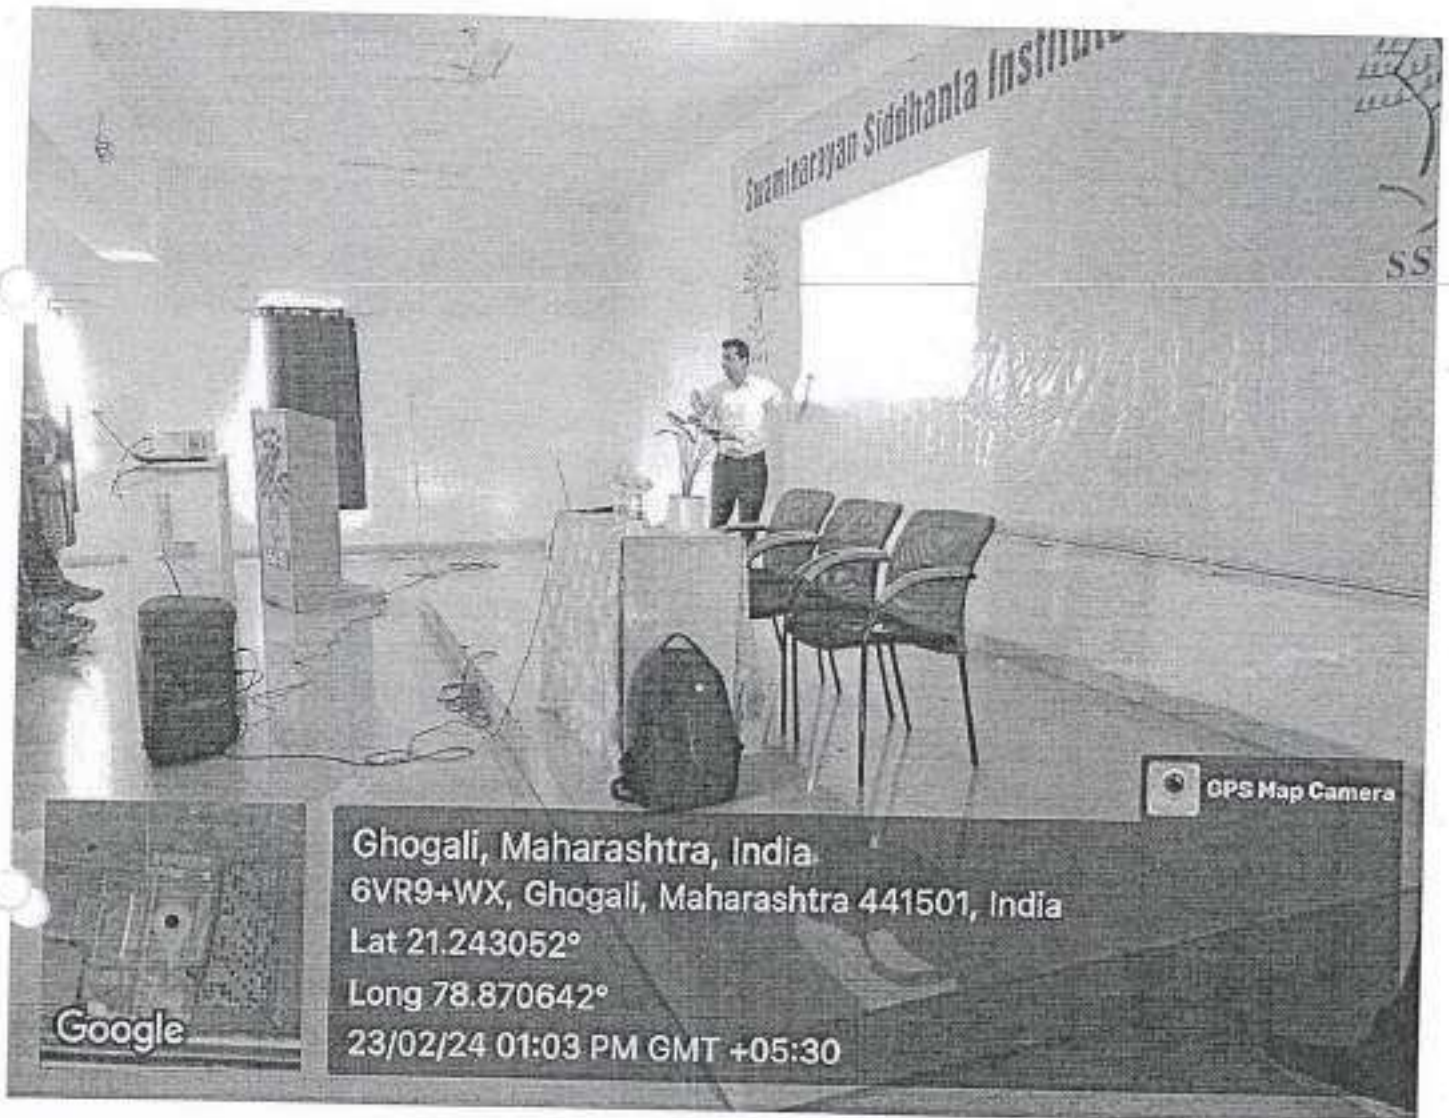 Swaminarayan Siddhanta Institute
SS
GPS Map Camera
Ghogali, Maharashtra, India
6VR9+WX, Ghogali, Maharashtra 441501, India
Lat 21.243052°
Long 78.870642°
23/02/24 01:03 PM GMT +05:30
Google